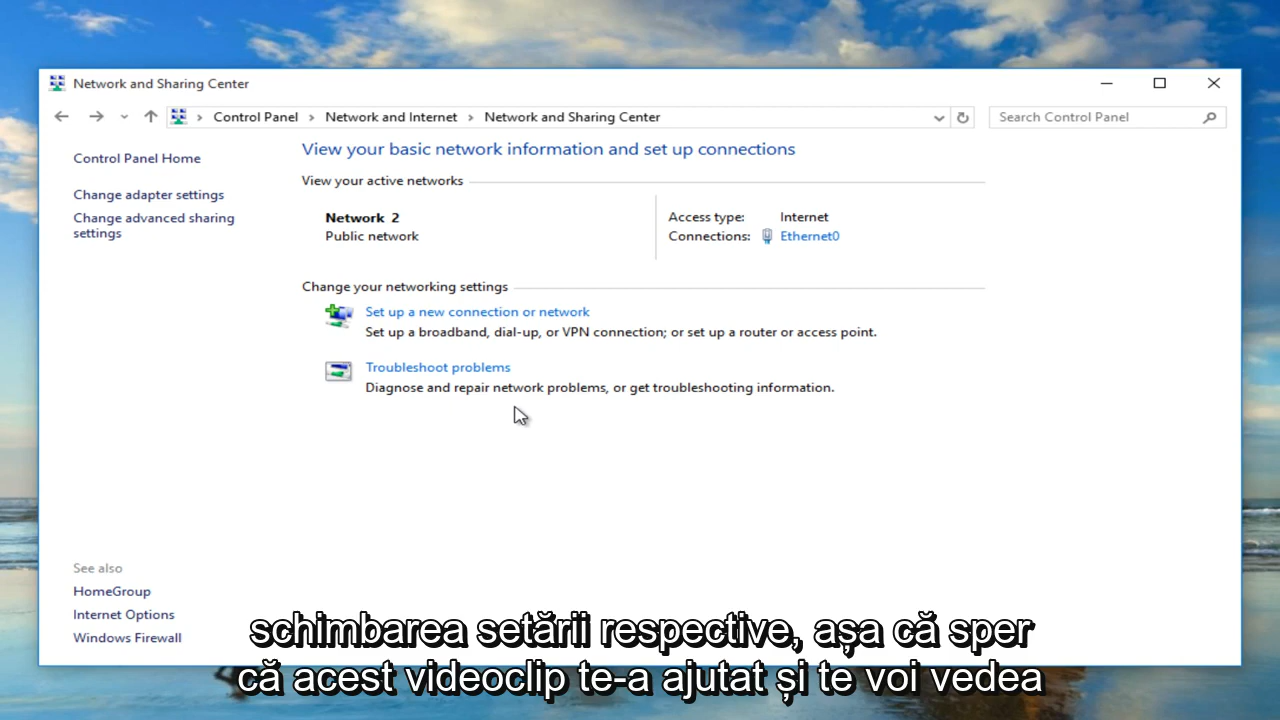 Network and Sharing Center
Control Panel > Network and Internet > Network and Sharing Center
Search Control Panel
Control Panel Home
Change adapter settings
Change advanced sharing
settings
View your basic network information and set up connections
View your active networks
Network 2
Public network
Access type: Internet
Connections: Ethernet0
Change your networking settings
Set up a new connection or network
Set up a broadband, dial-up, or VPN connection; or set up a router or access point.
Troubleshoot problems
Diagnose and repair network problems, or get troubleshooting information.
See also
HomeGroup
Internet Options
Windows Firewall
schimbarea setării respective, așa că sper
că acest videoclip te-a ajutat și te voi vedea